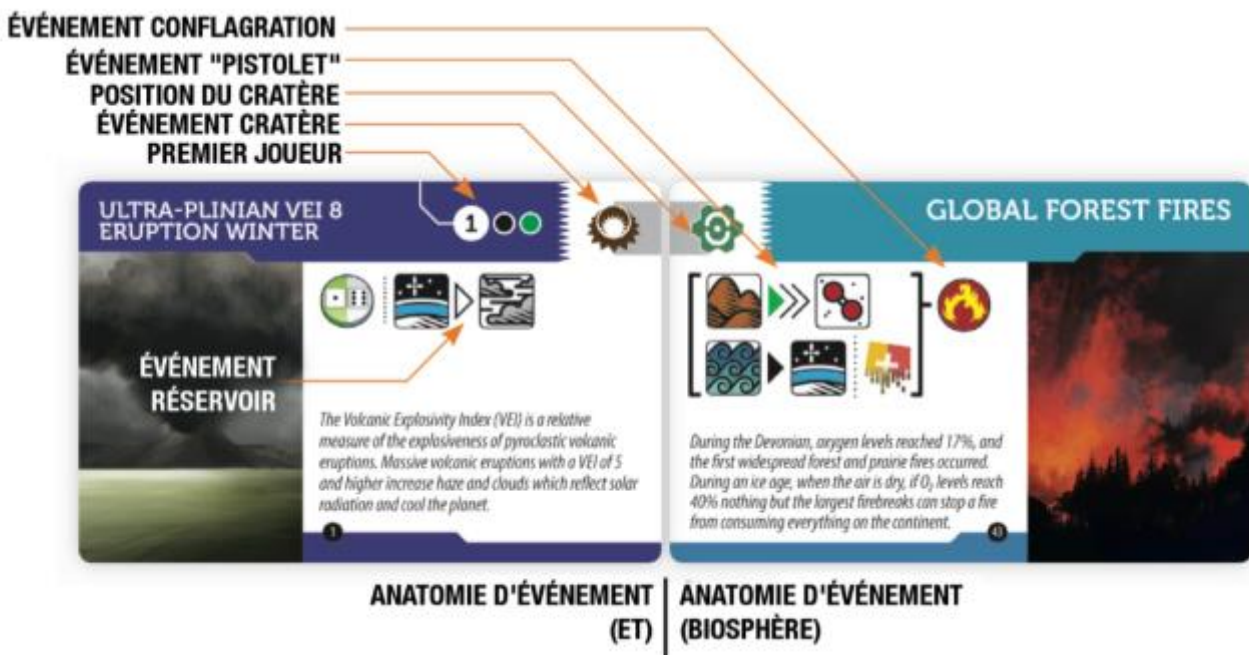 ÉVÉNEMENT CONFLAGRATION
ÉVÉNEMENT "PISTOLET"
POSITION DU CRATÈRE
ÉVÉNEMENT CRATÈRE
PREMIER JOUEUR
ULTRA-PLINIAN VEI 8
ERUPTION WINTER
1
ÉVÉNEMENT
RÉSERVOIR
The Volcanic Explosivity Index (VEI) is a relative
measure of the explosiveness of pyroclastic volcanic
eruptions. Massive volcanic eruptions with a VEI of 5
and higher increase haze and clouds which reflect solar
radiation and cool the planet.
GLOBAL FOREST FIRES
During the Devonian, oxygen levels reached 17%, and
the first widespread forest and prairie fires occurred.
During an ice age, when the air is dry, if O₂ levels reach
40% nothing but the largest firebreaks can stop a fire
from consuming everything on the continent.
43
ANATOMIE D'ÉVÉNEMENT
(ET)
ANATOMIE D'ÉVÉNEMENT
(BIOSPHÈRE)